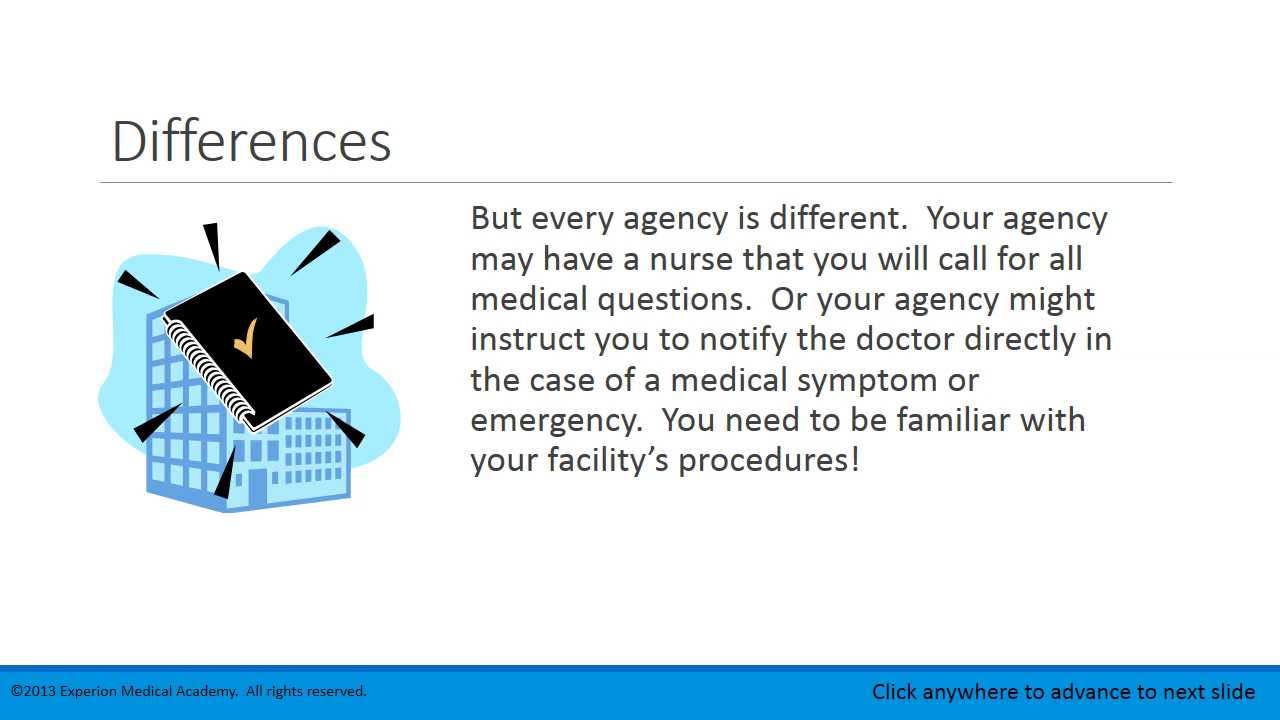 Differences
But every agency is different.  Your agency
may have a nurse that you will call for all
medical questions.  Or your agency might
instruct you to notify the doctor directly in
the case of a medical symptom or
emergency.  You need to be familiar with
your facility’s procedures!
©2013 Experion Medical Academy.  All rights reserved.
Click anywhere to advance to next slide